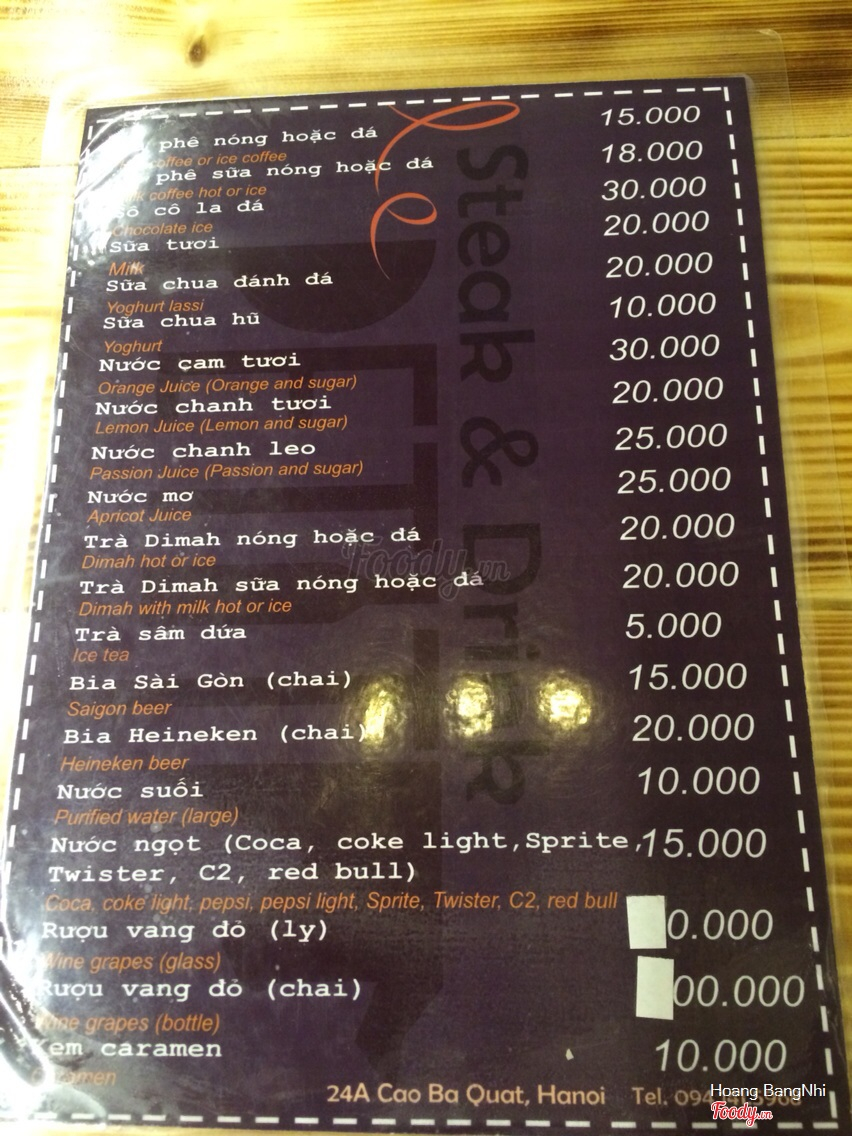 phê nóng hoặc đá 15.000
coffee or ice coffee
phê sữa nóng hoặc đá 18.000
coffee hot or ice
cô la đá 30.000
Chocolate ice
Sữa tươi 20.000
Milk
Sữa chua đánh đá 20.000
Yoghurt lassi
Sữa chua hũ 10.000
Yoghurt
Nước cam tươi 30.000
Orange Juice (Orange and sugar)
Nước chanh tươi 20.000
Lemon Juice (Lemon and sugar)
Nước chanh leo 25.000
Passion Juice (Passion and sugar)
Nước mơ 25.000
Apricot Juice
Trà Dimah nóng hoặc đá 20.000
Dimah hot or ice
Trà Dimah sữa nóng hoặc đá 20.000
Dimah with milk hot or ice
Trà sâm dứa 5.000
Ice tea
Bia Sài Gòn (chai) 15.000
Saigon beer
Bia Heineken (chai) 20.000
Heineken beer
Nước suối 10.000
Purified water (large)
Nước ngọt (Coca, coke light,Sprite, 15.000
Twister, C2, red bull)
Coca, coke light, pepsi, pepsi light, Sprite, Twister, C2, red bull
Rượu vang đỏ (ly) 0.000
Wine grapes (glass)
Rượu vang đỏ (chai) 00.000
Wine grapes (bottle)
Kem caramen 10.000
24A Cao Ba Quat, Hanoi Tel.
Le
Steak & Drink
Foody.vn
Hoang BangNhi
Foody.vn